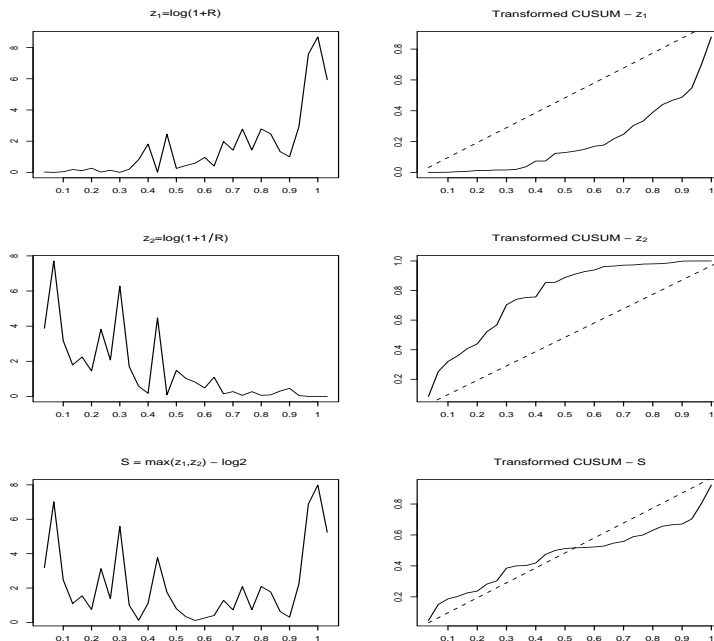 z1=log(1+R)
0 2 4 6 8
0.1 0.2 0.3 0.4 0.5 0.6 0.7 0.8 0.9 1
Transformed CUSUM − z1
0.0 0.2 0.4 0.6 0.8
0.1 0.2 0.3 0.4 0.5 0.6 0.7 0.8 0.9 1
z2=log(1+1/R)
0 2 4 6 8
0.1 0.2 0.3 0.4 0.5 0.6 0.7 0.8 0.9 1
Transformed CUSUM − z2
0.2 0.4 0.6 0.8 1.0
0.1 0.2 0.3 0.4 0.5 0.6 0.7 0.8 0.9 1
S = max(z1,z2) − log2
0 2 4 6 8
0.1 0.2 0.3 0.4 0.5 0.6 0.7 0.8 0.9 1
Transformed CUSUM − S
0.2 0.4 0.6 0.8
0.1 0.2 0.3 0.4 0.5 0.6 0.7 0.8 0.9 1